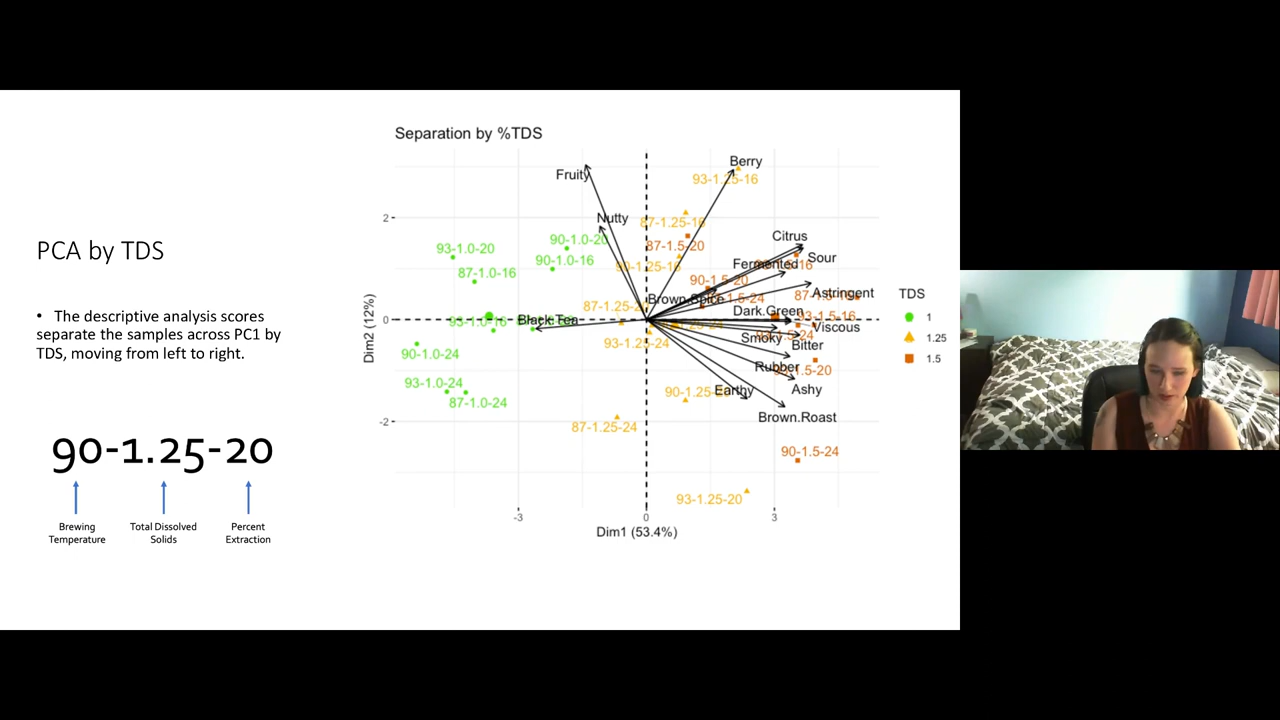 PCA by TDS
• The descriptive analysis scores
separate the samples across PC1 by
TDS, moving from left to right.
90-1.25-20
Brewing
Temperature
Total Dissolved
Solids
Percent
Extraction
Separation by %TDS
Fruity
Berry
93-1.25-16
Nutty
87-1.25-16
2
90-1.0-20
87-1.5-20
Citrus
93-1.0-20
Sour
90-1.0-16
90-1.25-16
Fermented
87-1.0-16
90-1.5-20
Astringent
Brown.Spice
87-1.25-2
Dark.Green
93-1.5-16
0
Black.Tea
Viscous
93-1.25-24
Smoky
Bitter
90-1.0-24
Rubber
93-1.0-24
Earthy
Ashy
87-1.0-24
Brown.Roast
-2
87-1.25-24
90-1.5-24
93-1.25-20
-3
0
3
Dim1 (53.4%)
Dim2 (12%)
TDS
1
1.25
1.5